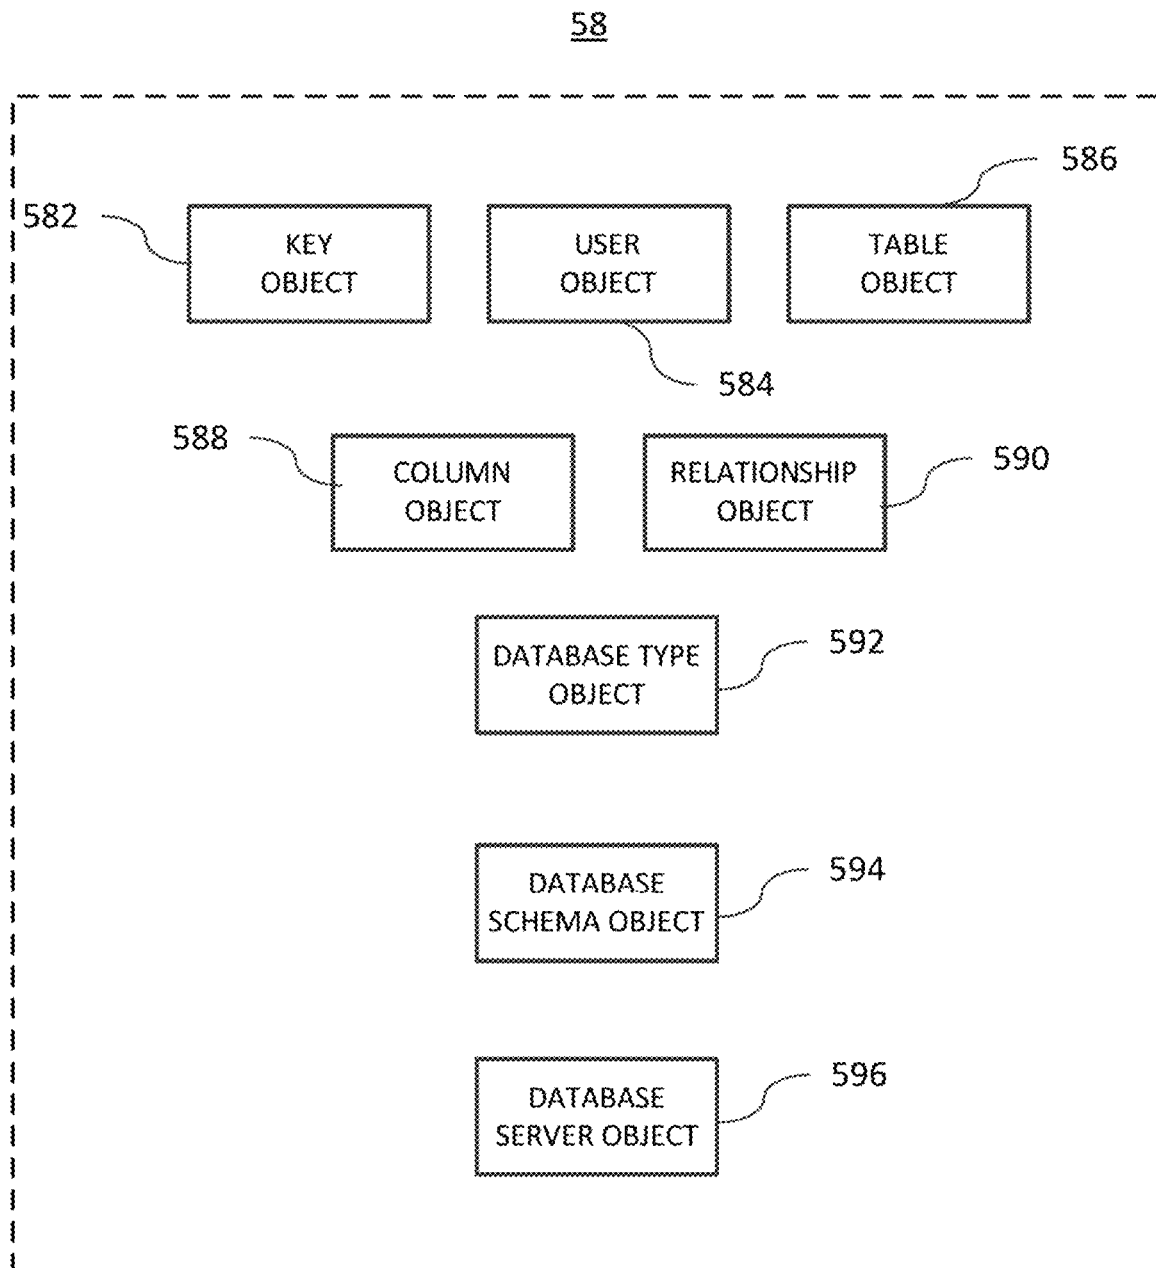 58
586
582
KEY
OBJECT
USER
OBJECT
TABLE
OBJECT
584
588
COLUMN
OBJECT
RELATIONSHIP
OBJECT
590
DATABASE TYPE
OBJECT
592
DATABASE
SCHEMA OBJECT
594
DATABASE
SERVER OBJECT
596